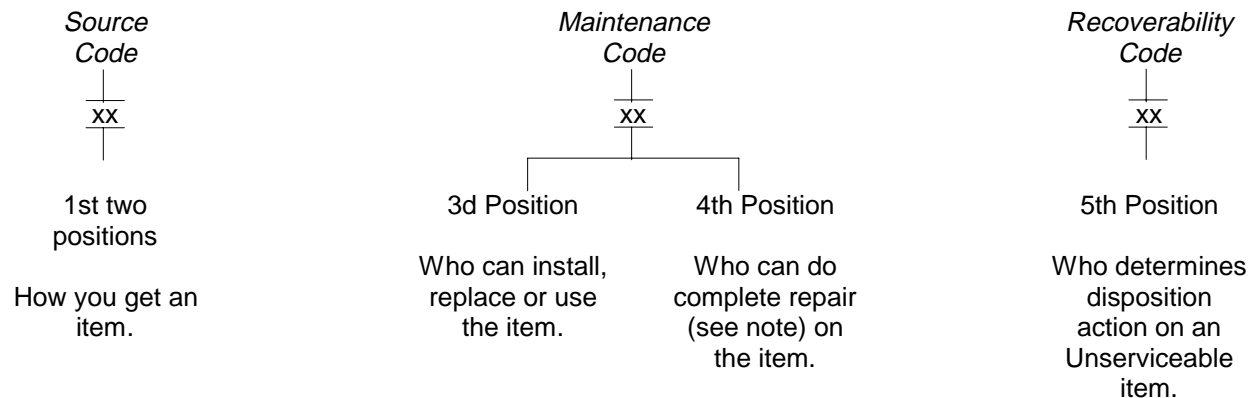 Source
Code
xx
1st two
positions
How you get an
item.
Maintenance
Code
xx
3d Position
Who can install,
replace or use
the item.
4th Position
Who can do
complete repair
(see note) on
the item.
Recoverability
Code
xx
5th Position
Who determines
disposition
action on an
Unserviceable
item.